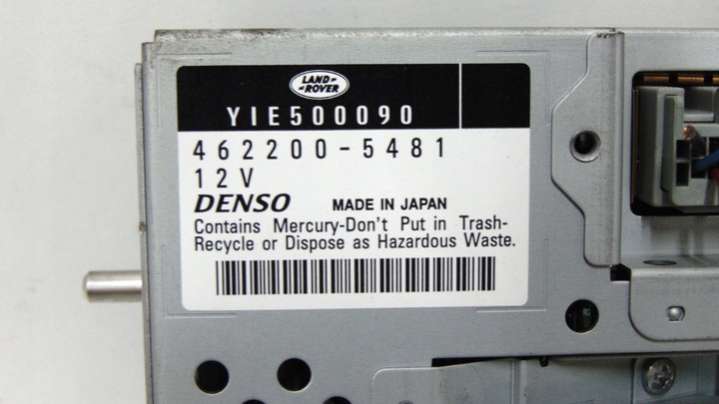 LAND-
-ROVER
YIE500090
462200-5481
12V
DENSO MADE IN JAPAN
Contains Mercury-Don't Put in Trash-
Recycle or Dispose as Hazardous Waste.